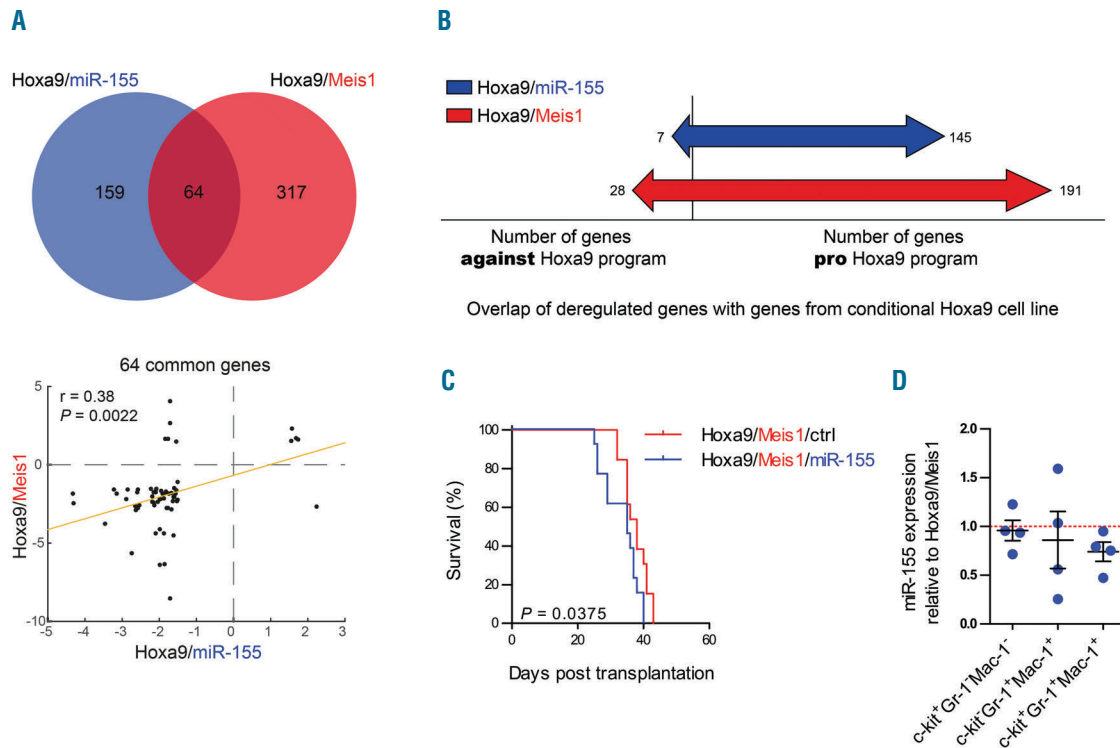 A
Hoxa9/miR-155
Hoxa9/Meis1
159
64
317
64 common genes
r = 0.38
P = 0.0022
5
0
-5
-10
Hoxa9/Meis1
-5
-4
-3
-2
-1
0
1
2
3
Hoxa9/miR-155
B
Hoxa9/miR-155
Hoxa9/Meis1
7
145
28
191
Number of genes
against Hoxa9 program
Number of genes
pro Hoxa9 program
Overlap of deregulated genes with genes from conditional Hoxa9 cell line
C
Hoxa9/Meis1/ctrl
Hoxa9/Meis1/miR-155
Survival (%)
100
80
60
40
20
0
P = 0.0375
0
20
40
60
Days post transplantation
D
miR-155 expression
relative to Hoxa9/Meis1
2.0
1.5
1.0
0.5
0.0
c-kit⁺Gr-1⁻Mac-1⁻
c-kit⁻Gr-1⁺Mac-1⁺
c-kit⁺Gr-1⁺Mac-1⁺